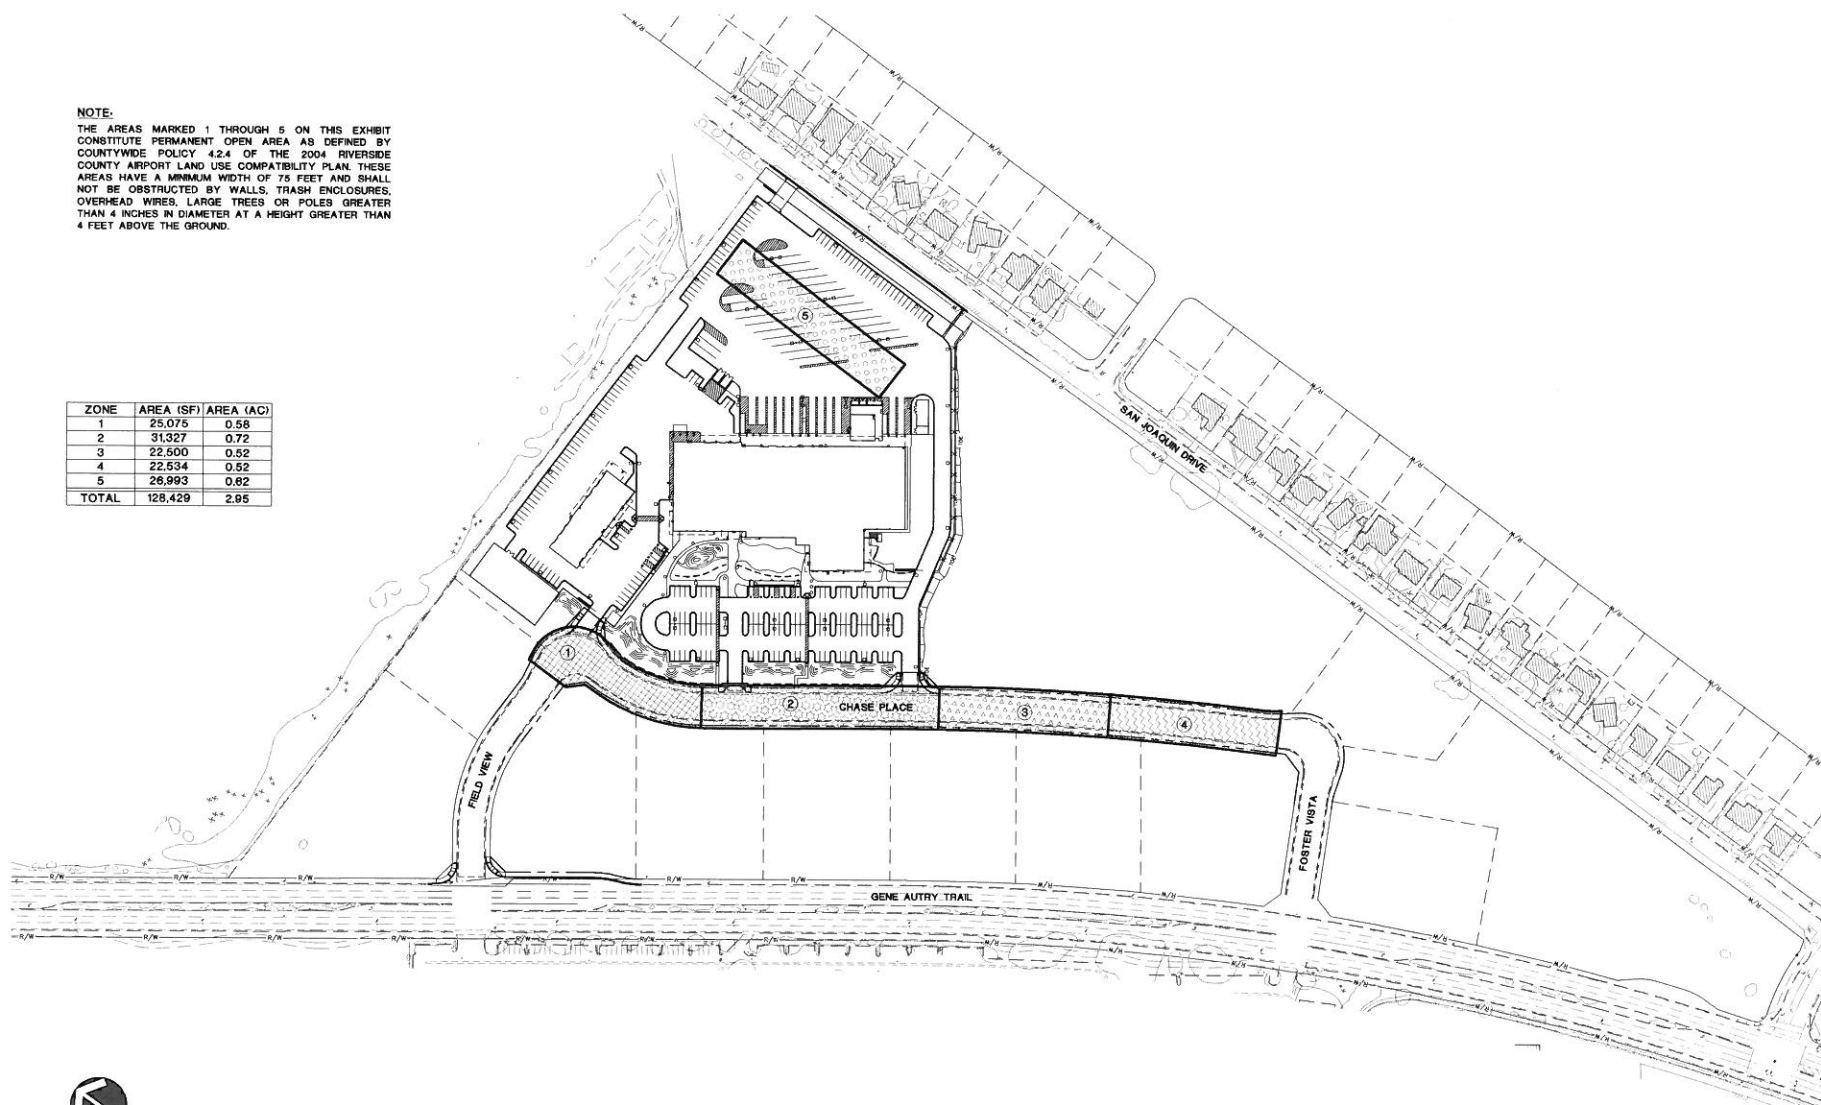 NOTE:
THE AREAS MARKED 1 THROUGH 5 ON THIS EXHIBIT
CONSTITUTE PERMANENT OPEN AREA AS DEFINED BY
COUNTYWIDE POLICY 4.2.4 OF THE 2004 RIVERSIDE
COUNTY AIRPORT LAND USE COMPATIBILITY PLAN. THESE
AREAS HAVE A MINIMUM WIDTH OF 75 FEET AND SHALL
NOT BE OBSTRUCTED BY WALLS, TRASH ENCLOSURES,
OVERHEAD WIRES, LARGE TREES OR POLES GREATER
THAN 4 INCHES IN DIAMETER AT A HEIGHT GREATER THAN
4 FEET ABOVE THE GROUND.
ZONE AREA (SF) AREA (AC)
1 25,075 0.58
2 31,327 0.72
3 22,500 0.52
4 22,534 0.52
5 26,993 0.62
TOTAL 128,429 2.95
5
SAN JOAQUIN DRIVE
1
2
CHASE PLACE
3
4
FIELD VIEW
FOSTER VISTA
GENE AUTRY TRAIL
R/W
R/W
R/W
R/W
R/W
R/W
R/W
R/W
R/W
R/W
R/W
R/W
R/W